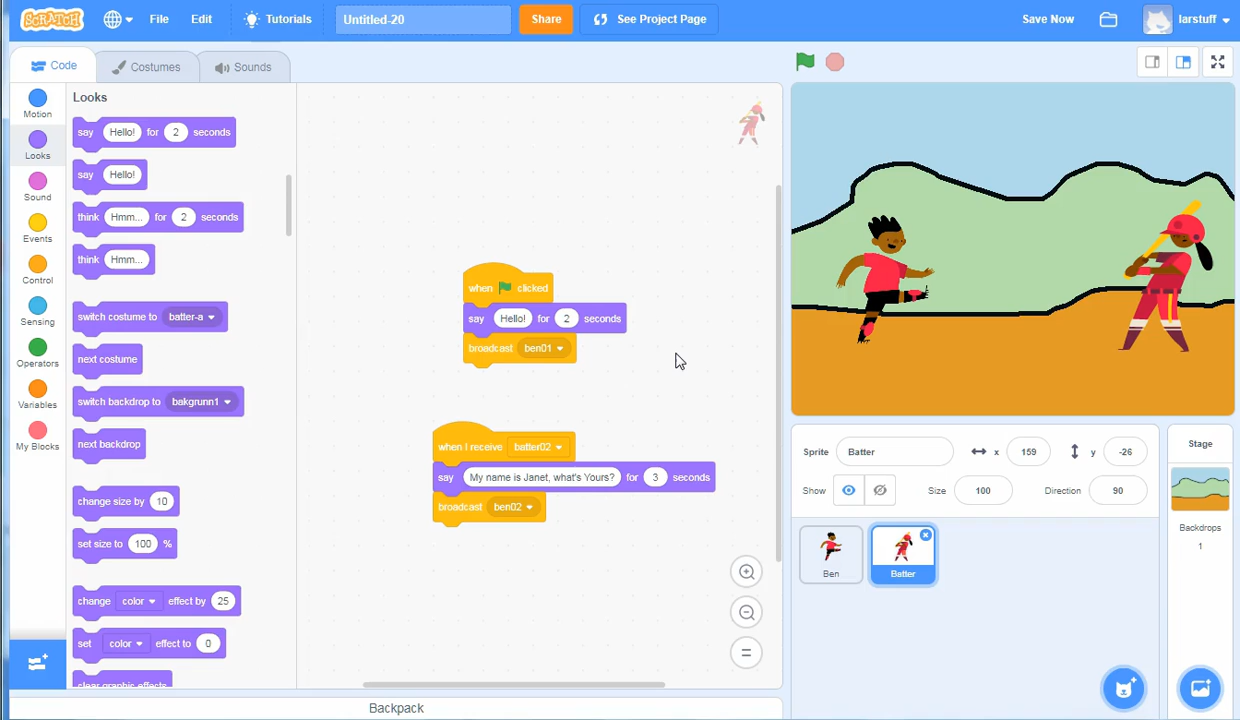 SCRATCH File Edit Tutorials Untitled-20 Share See Project Page Save Now larstuff
Code Costumes Sounds
Motion
Looks
Sound
Events
Control
Sensing
Operators
Variables
My Blocks
Looks
say Hello! for 2 seconds
say Hello!
think Hmm... for 2 seconds
think Hmm...
switch costume to batter-a
next costume
switch backdrop to bakgrunn1
next backdrop
change size by 10
set size to 100 %
change color effect by 25
set color effect to 0
clear graphic effects
when clicked
say Hello! for 2 seconds
broadcast ben01
when I receive batter02
say My name is Janet, what's Yours? for 3 seconds
broadcast ben02
Sprite Batter x 159 y -26
Show Size 100 Direction 90
Ben
Batter
Stage
Backdrops
1
Backpack